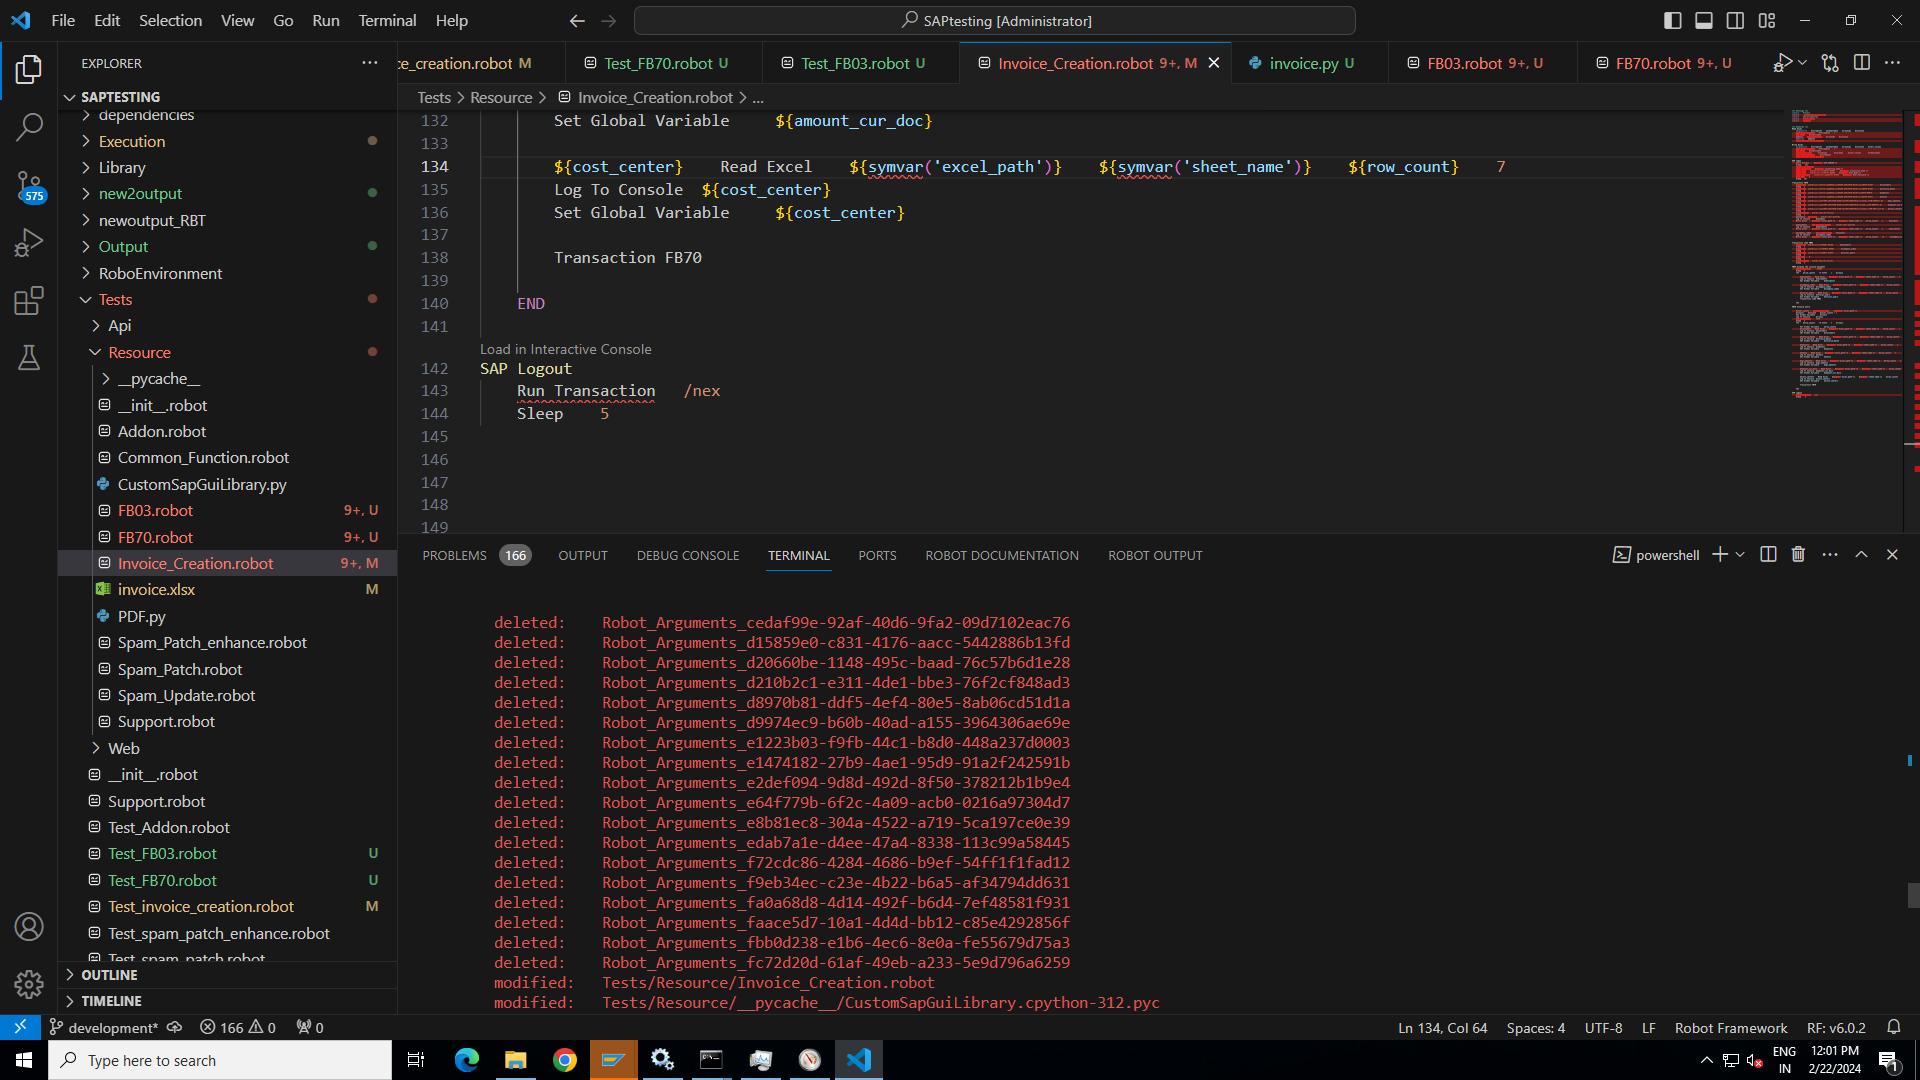 File Edit Selection View Go Run Terminal Help
SAPtesting [Administrator]
EXPLORER
SAPTESTING
dependencies
Execution
Library
new2output
newoutput_RBT
Output
RoboEnvironment
Tests
Api
Resource
__pycache__
__init__.robot
Addon.robot
Common_Function.robot
CustomSapGuiLibrary.py
FB03.robot 9+, U
FB70.robot 9+, U
Invoice_Creation.robot 9+, M
invoice.xlsx M
PDF.py
Spam_Patch_enhance.robot
Spam_Patch.robot
Spam_Update.robot
Support.robot
Web
__init__.robot
Support.robot
Test_Addon.robot
Test_FB03.robot U
Test_FB70.robot U
Test_invoice_creation.robot M
Test_spam_patch_enhance.robot
Test_spam_patch.robot
OUTLINE
TIMELINE
575
ce_creation.robot M Test_FB70.robot U Test_FB03.robot U Invoice_Creation.robot 9+, M invoice.py U FB03.robot 9+, U FB70.robot 9+, U
Tests > Resource > Invoice_Creation.robot > ...
132 Set Global Variable ${amount_cur_doc}
133
134 ${cost_center} Read Excel ${symvar('excel_path')} ${symvar('sheet_name')} ${row_count} 7
135 Log To Console ${cost_center}
136 Set Global Variable ${cost_center}
137
138 Transaction FB70
139
140 END
141
Load in Interactive Console
142 SAP Logout
143 Run Transaction /nex
144 Sleep 5
145
146
147
148
149
PROBLEMS 166 OUTPUT DEBUG CONSOLE TERMINAL PORTS ROBOT DOCUMENTATION ROBOT OUTPUT
powershell
deleted: Robot_Arguments_cedaf99e-92af-40d6-9fa2-09d7102eac76
deleted: Robot_Arguments_d15859e0-c831-4176-aacc-5442886b13fd
deleted: Robot_Arguments_d20660be-1148-495c-baad-76c57b6d1e28
deleted: Robot_Arguments_d210b2c1-e311-4de1-bbe3-76f2cf848ad3
deleted: Robot_Arguments_d8970b81-ddf5-4ef4-80e5-8ab06cd51d1a
deleted: Robot_Arguments_d9974ec9-b60b-40ad-a155-3964306ae69e
deleted: Robot_Arguments_e1223b03-f9fb-44c1-b8d0-448a237d0003
deleted: Robot_Arguments_e1474182-27b9-4ae1-95d9-91a2f242591b
deleted: Robot_Arguments_e2def094-9d8d-492d-8f50-378212b1b9e4
deleted: Robot_Arguments_e64f779b-6f2c-4a09-acb0-0216a97304d7
deleted: Robot_Arguments_e8b81ec8-304a-4522-a719-5ca197ce0e39
deleted: Robot_Arguments_edab7a1e-d4ee-47a4-8338-113c99a58445
deleted: Robot_Arguments_f72cdc86-4284-4686-b9ef-54ff1f1fad12
deleted: Robot_Arguments_f9eb34ec-c23e-4b22-b6a5-af34794dd631
deleted: Robot_Arguments_fa0a68d8-4d14-492f-b6d4-7ef48581f931
deleted: Robot_Arguments_faace5d7-10a1-4d4d-bb12-c85e4292856f
deleted: Robot_Arguments_fbb0d238-e1b6-4ec6-8e0a-fe55679d75a3
deleted: Robot_Arguments_fc72d20d-61af-49eb-a233-5e9d796a6259
modified: Tests/Resource/Invoice_Creation.robot
modified: Tests/Resource/__pycache__/CustomSapGuiLibrary.cpython-312.pyc
development* 166 0 0 Ln 134, Col 64 Spaces: 4 UTF-8 LF Robot Framework RF: v6.0.2
Type here to search
ENG
IN
12:01 PM
2/22/2024
1